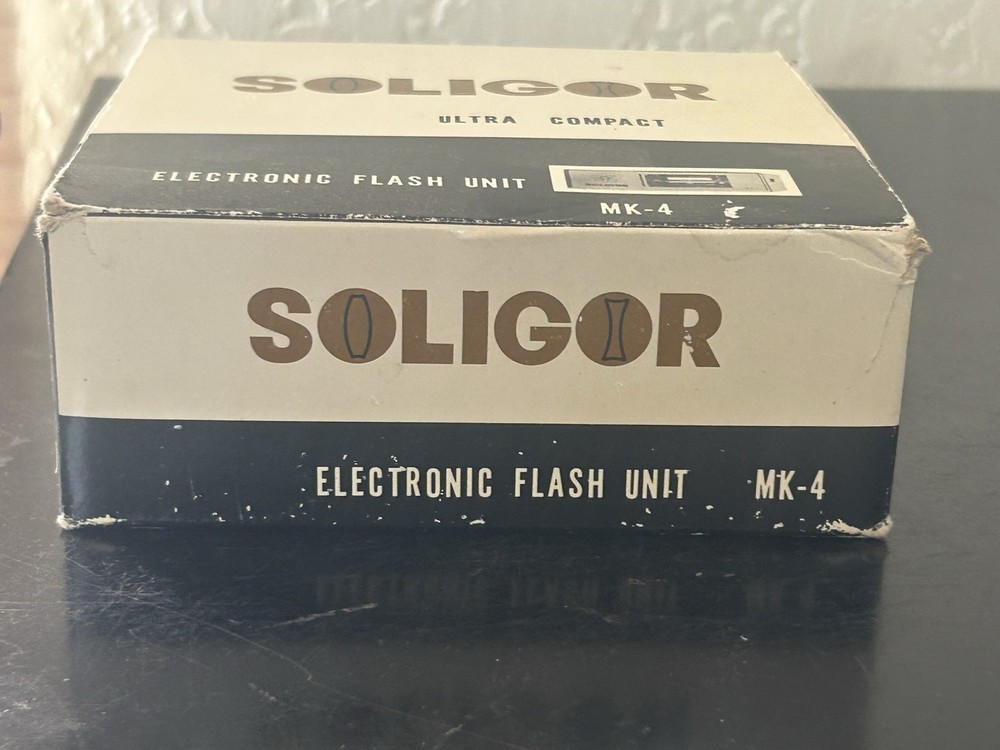 SOLIGOR
ULTRA COMPACT
ELECTRONIC FLASH UNIT
MK-4
SOLIGOR
ELECTRONIC FLASH UNIT MK-4